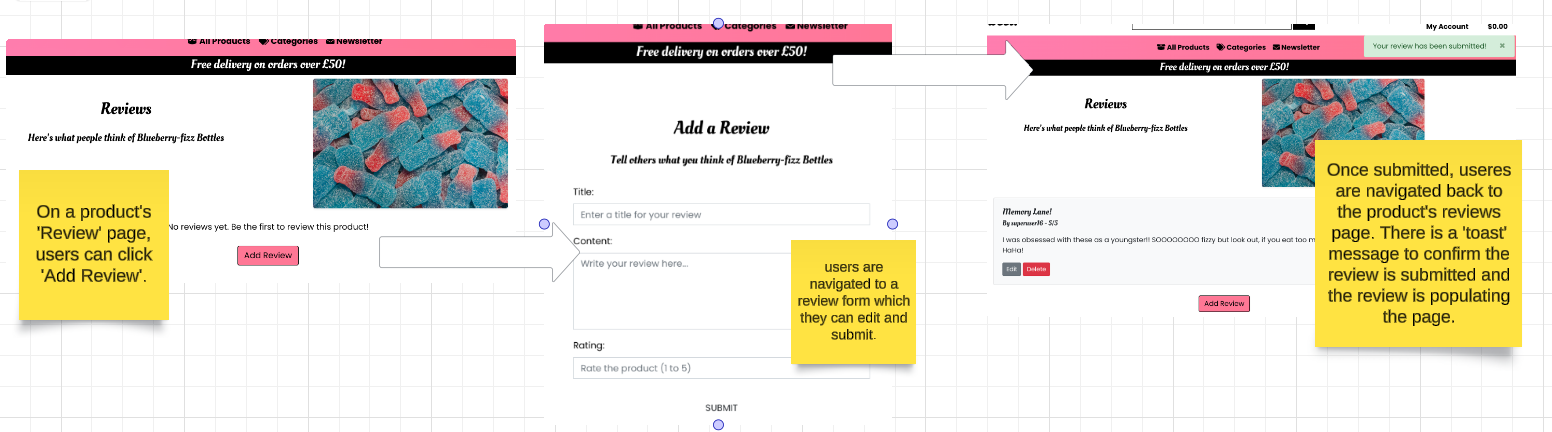 All Products Categories Newsletter
Free delivery on orders over £50!
Reviews
Here's what people think of Blueberry-fizz Bottles
On a product's
'Review' page,
users can click
'Add Review'.
No reviews yet. Be the first to review this product!
Add Review
All Products Categories Newsletter
Free delivery on orders over £50!
Add a Review
Tell others what you think of Blueberry-fizz Bottles
Title:
Enter a title for your review
Content:
Write your review here...
users are
navigated to a
review form which
they can edit and
submit.
Rating:
Rate the product (1 to 5)
SUBMIT
My Account $0.00
All Products Categories Newsletter
Your review has been submitted! ×
Free delivery on orders over £50!
Reviews
Here's what people think of Blueberry-fizz Bottles
Memory Lane!
By superuser16 - 5/5
I was obsessed with these as a youngster!! SOOOOOOOO fizzy but look out, if you eat too
HaHa!
Edit Delete
Add Review
Once submitted, useres
are navigated back to
the product's reviews
page. There is a 'toast'
message to confirm the
review is submitted and
the review is populating
the page.